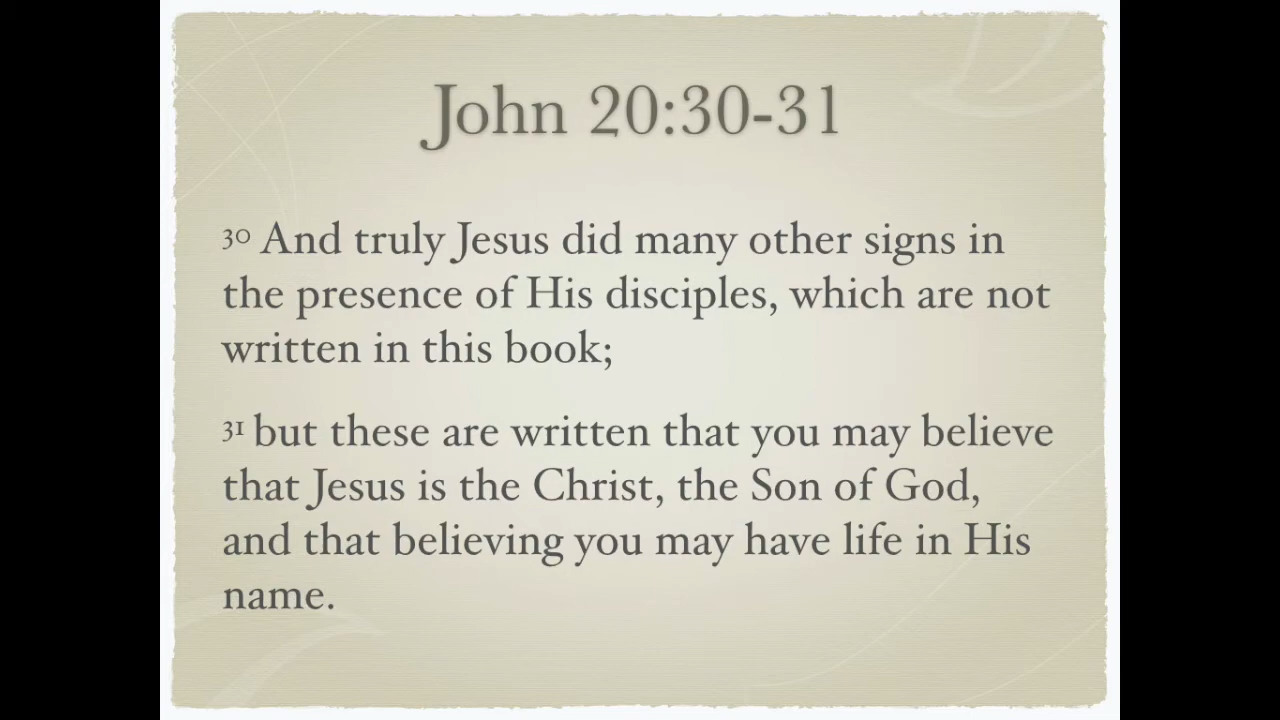 John 20:30-31
30 And truly Jesus did many other signs in
the presence of His disciples, which are not
written in this book;
31 but these are written that you may believe
that Jesus is the Christ, the Son of God,
and that believing you may have life in His
name.